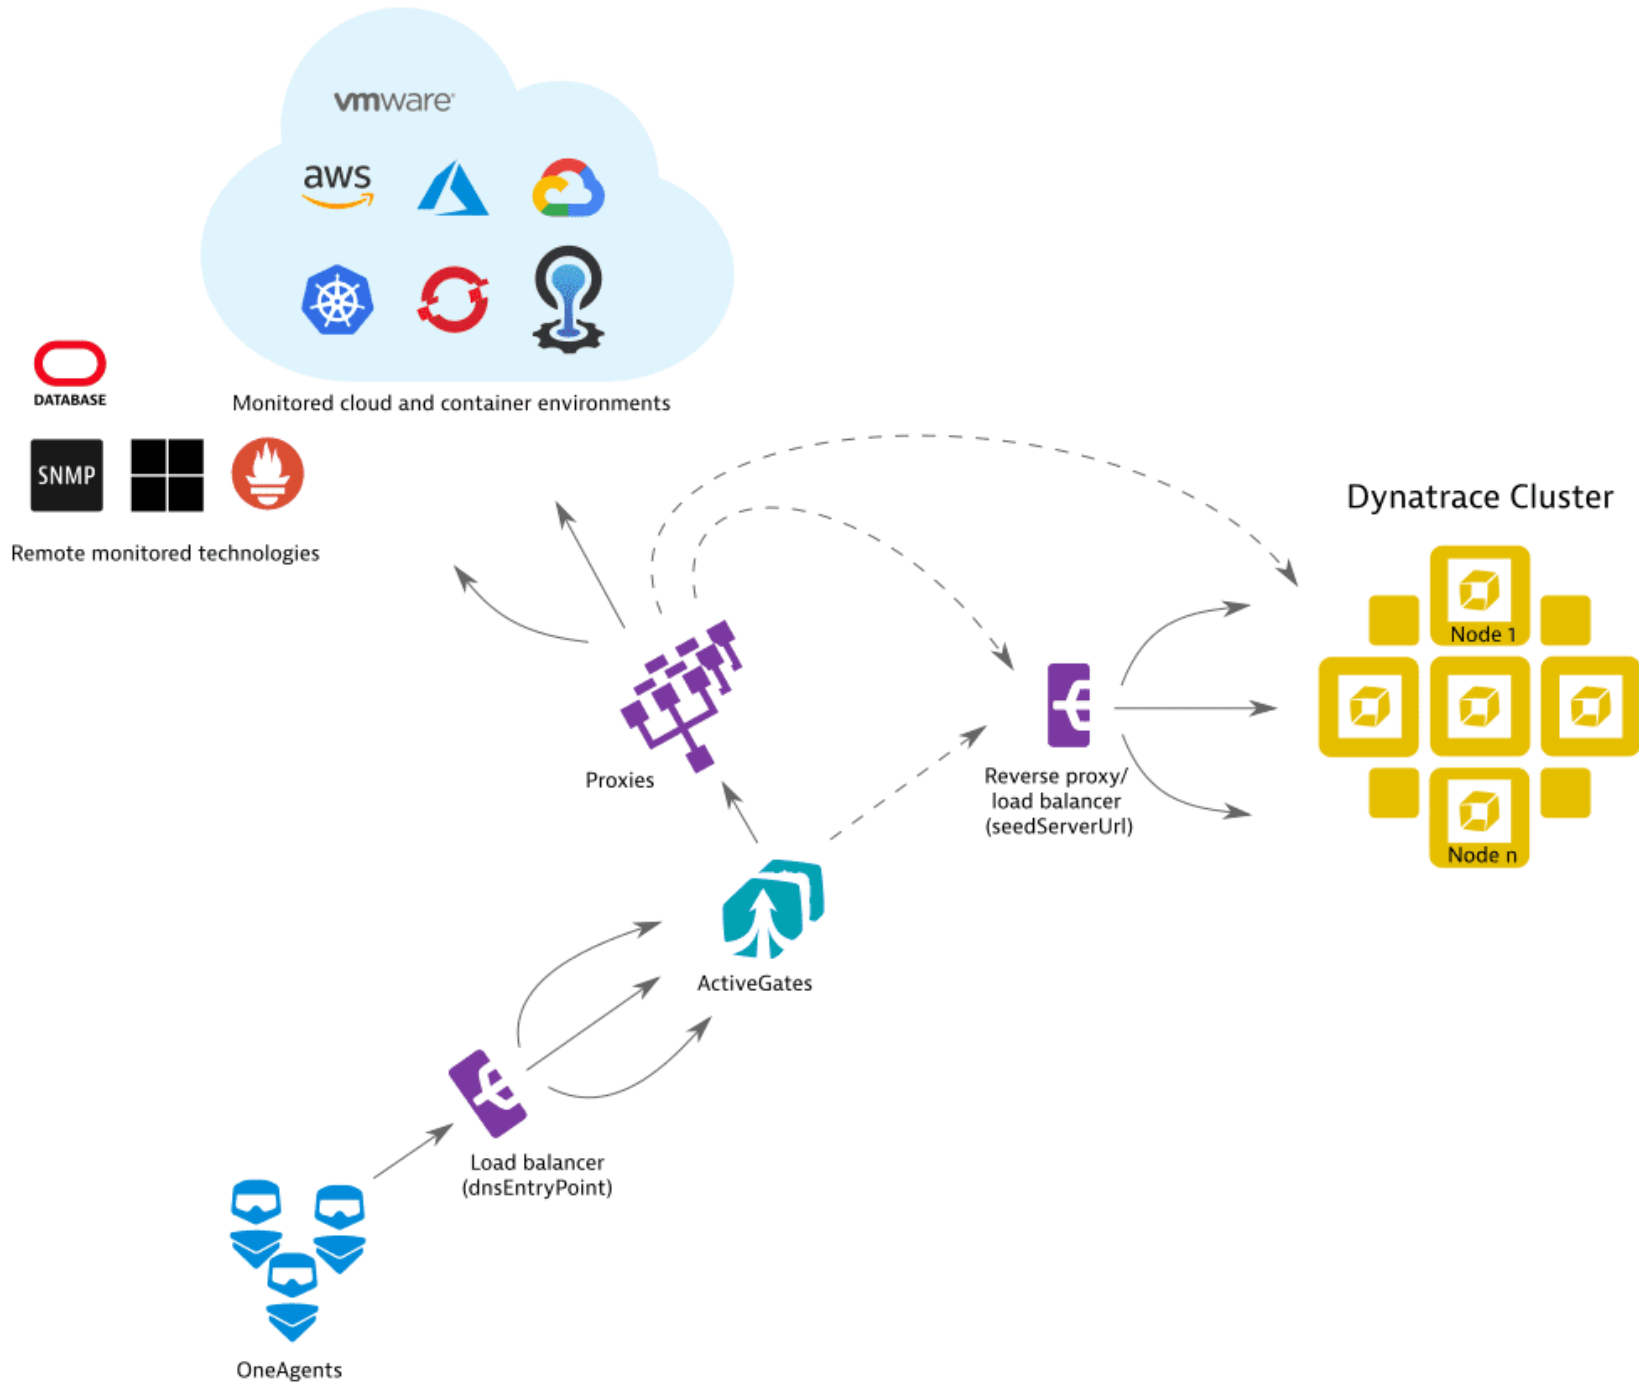 vmware
aws
DATABASE
Monitored cloud and container environments
SNMP
Remote monitored technologies
Dynatrace Cluster
Node 1
Proxies
Reverse proxy/
load balancer
(seedServerUrl)
Node n
ActiveGates
Load balancer
(dnsEntryPoint)
OneAgents